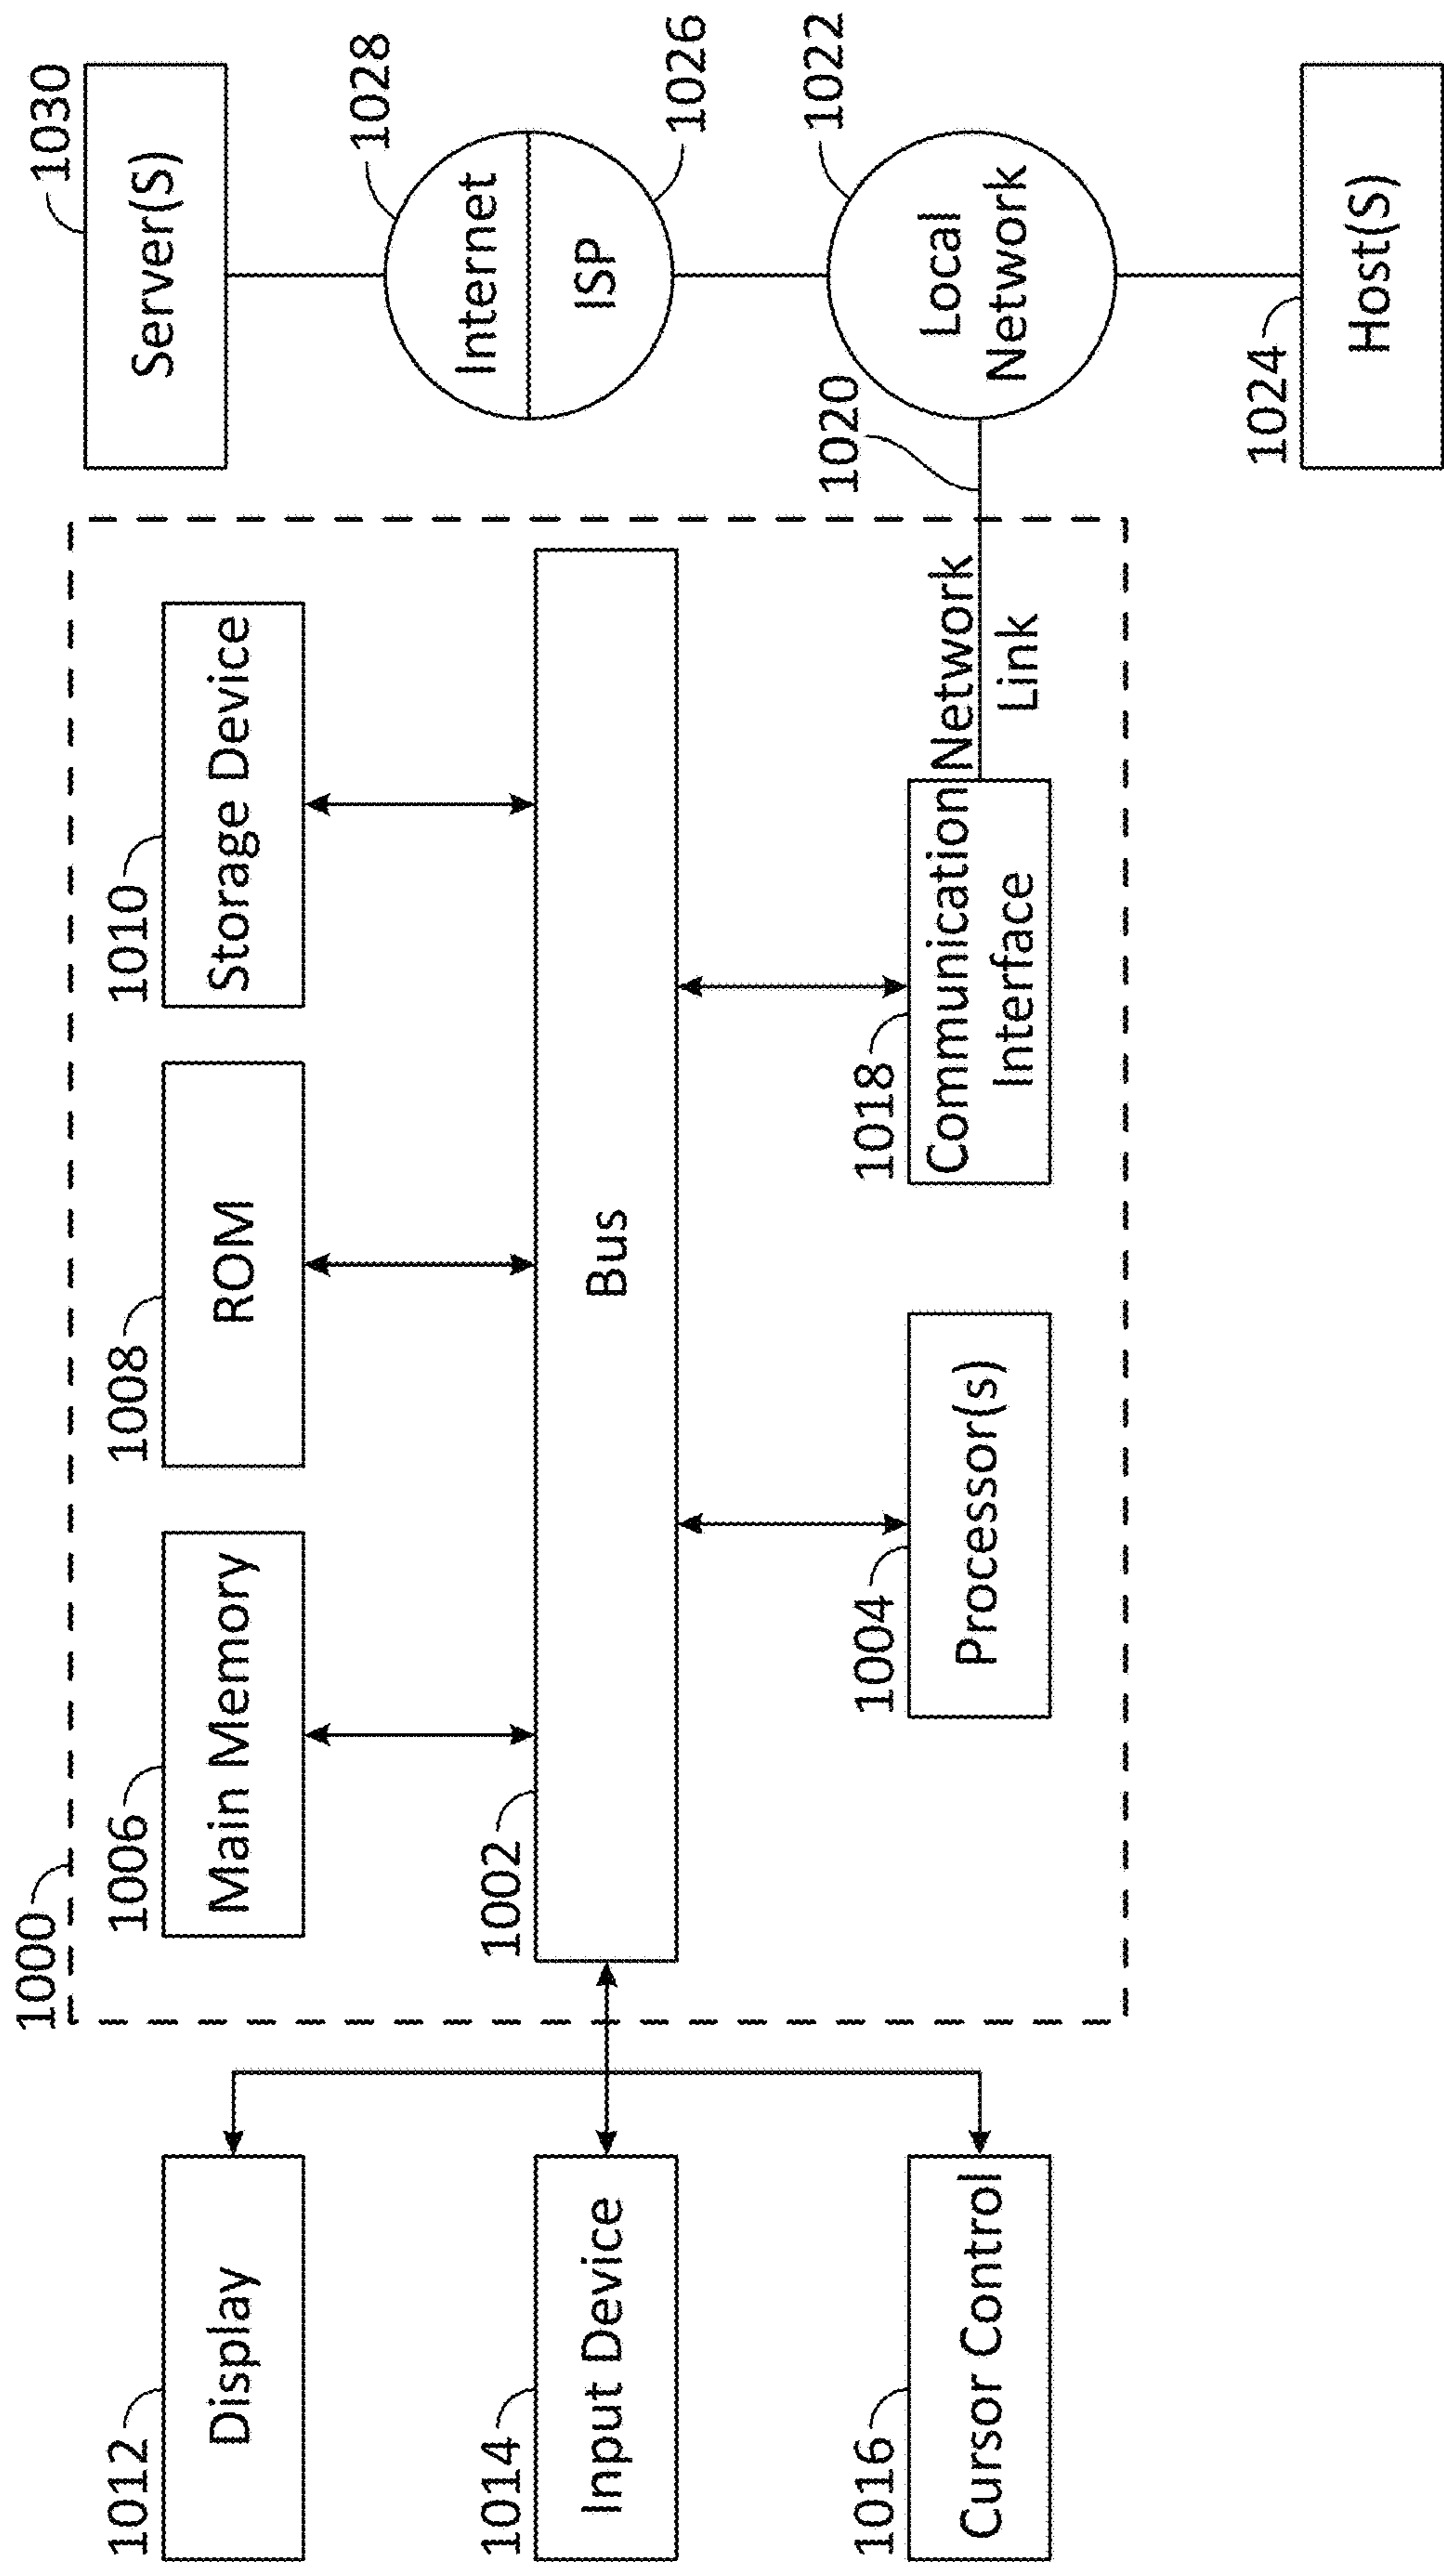 1000
1012
Display
1006
Main Memory
1008
ROM
1010
Storage Device
1030
Server(S)
1028
Internet
ISP
1026
1014
Input Device
1002
Bus
1022
Local
Network
1020
Network
Link
1016
Cursor Control
1004
Processor(s)
1018
Communication
Interface
1024
Host(S)